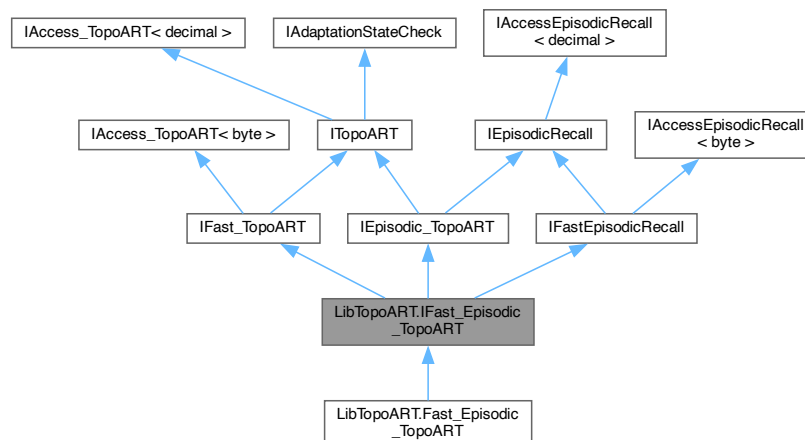 IAccess_TopoART< decimal >
IAdaptationStateCheck
IAccessEpisodicRecall
< decimal >
IAccess_TopoART< byte >
ITopoART
IEpisodicRecall
IAccessEpisodicRecall
< byte >
IFast_TopoART
IEpisodic_TopoART
IFastEpisodicRecall
LibTopoART.IFast_Episodic
_TopoART
LibTopoART.Fast_Episodic
_TopoART